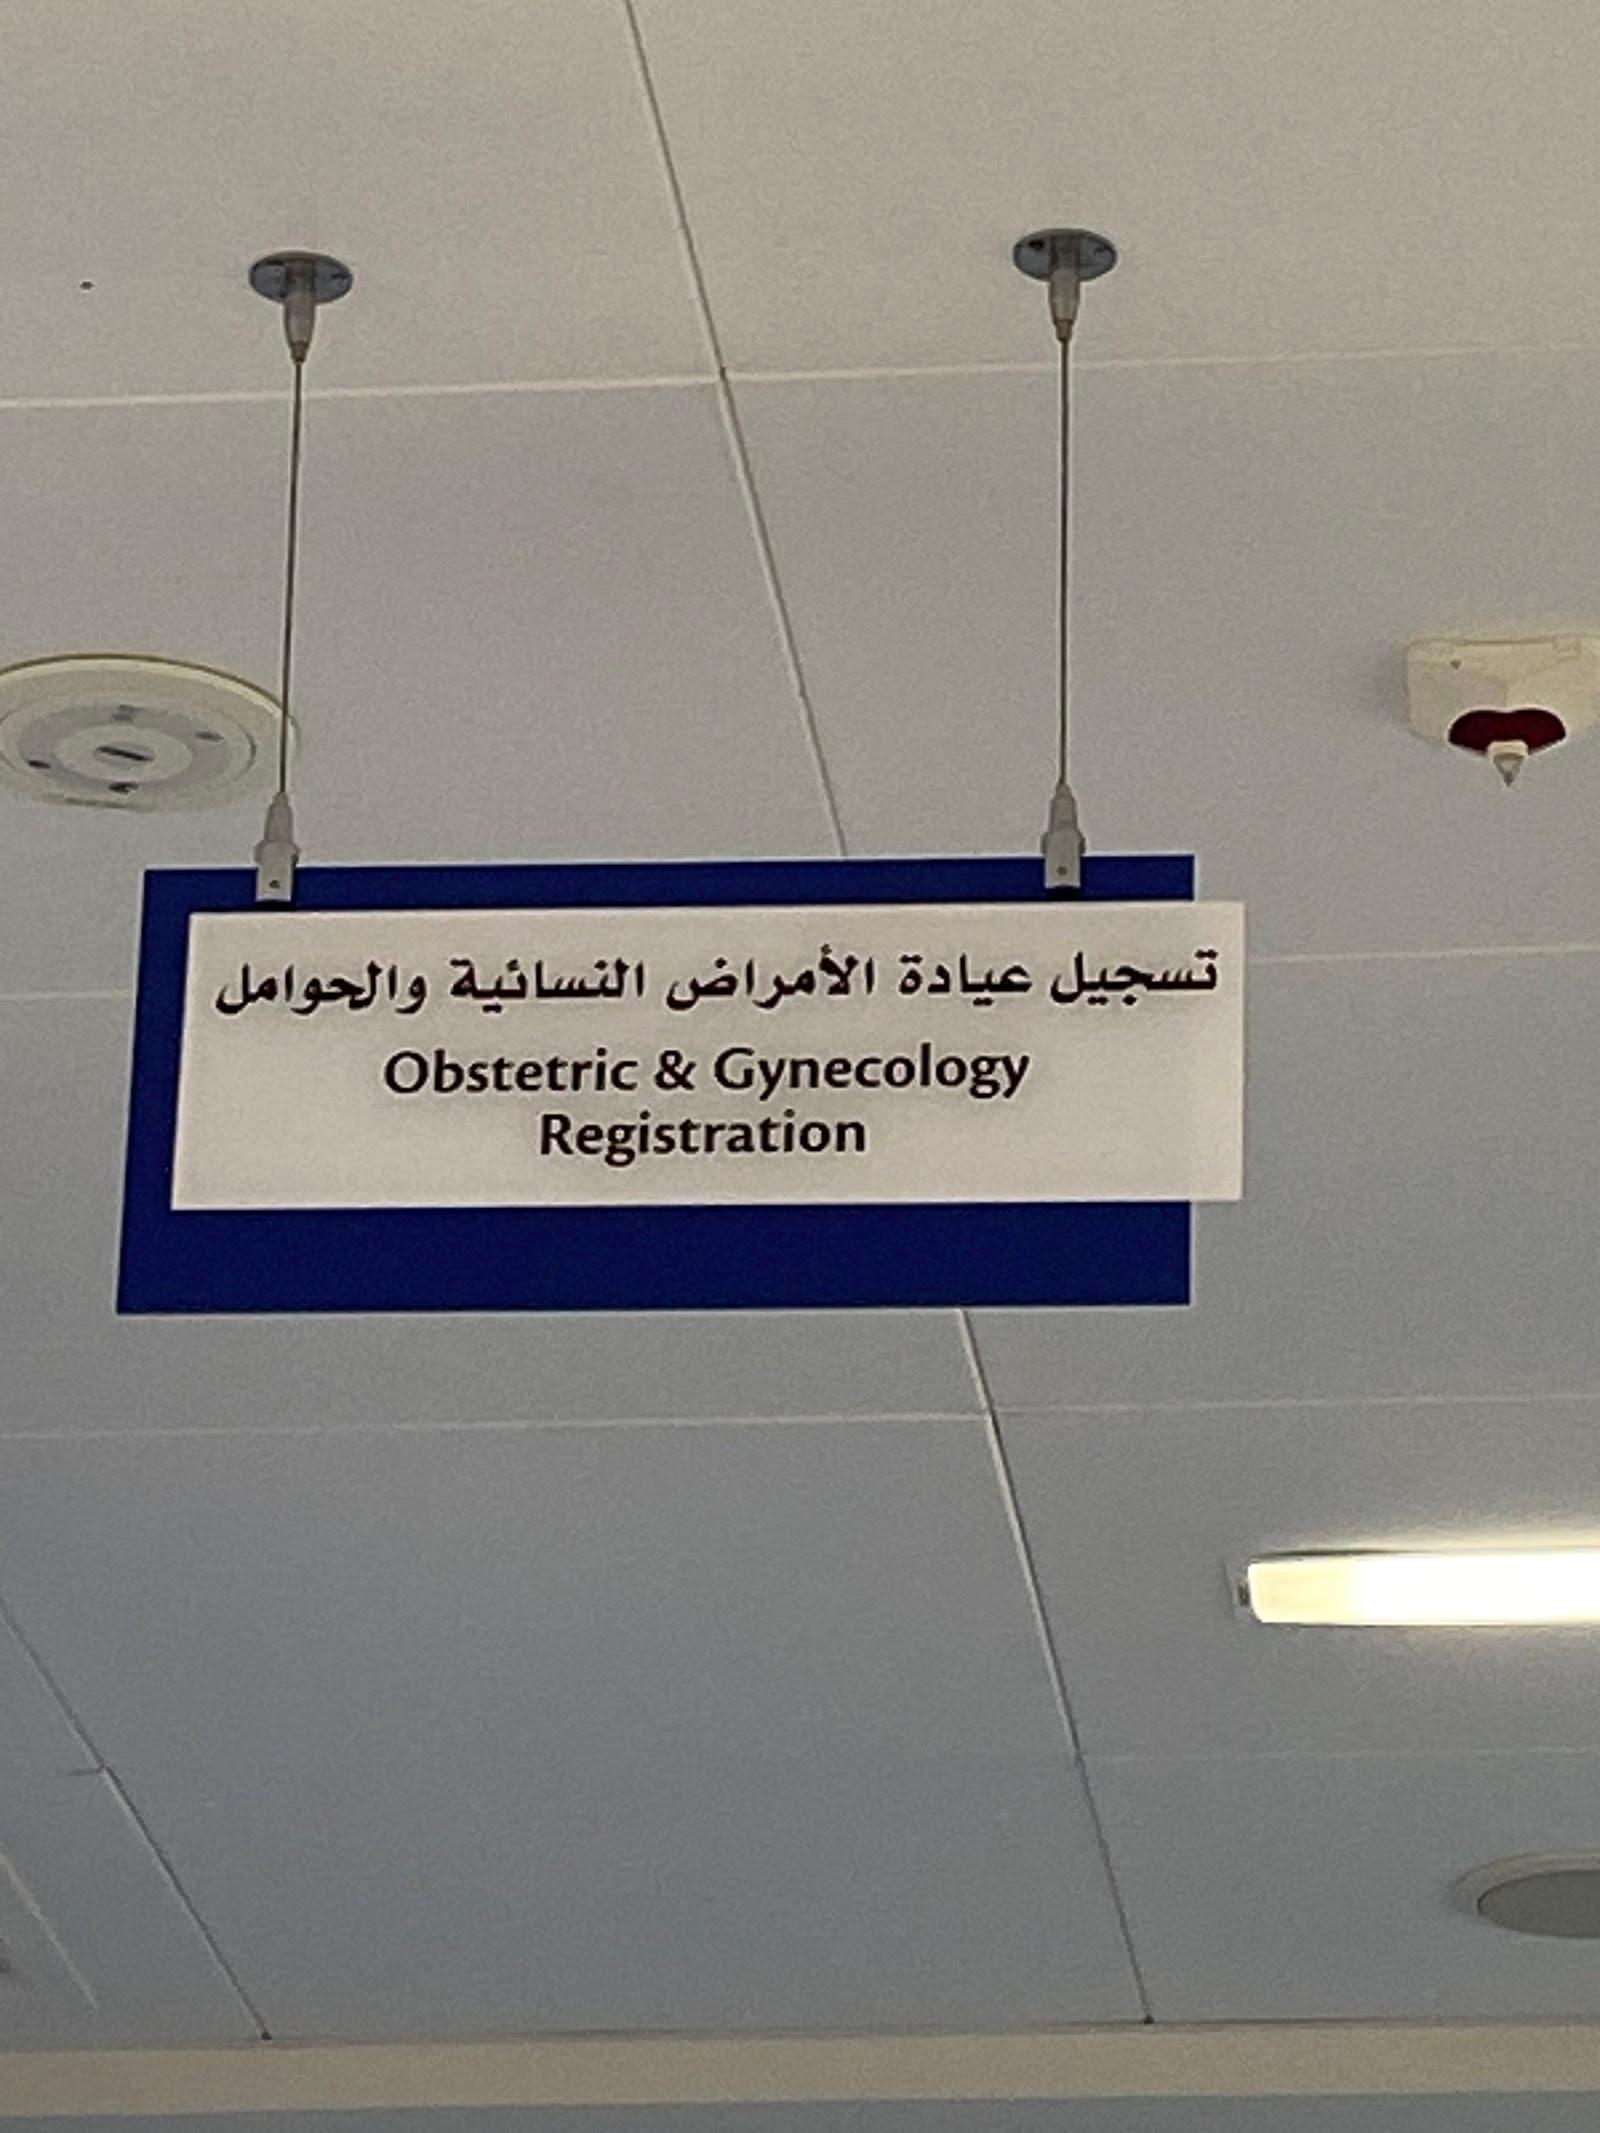 تسجيل عيادة الأمراض النسائية والحوامل
Obstetric & Gynecology
Registration